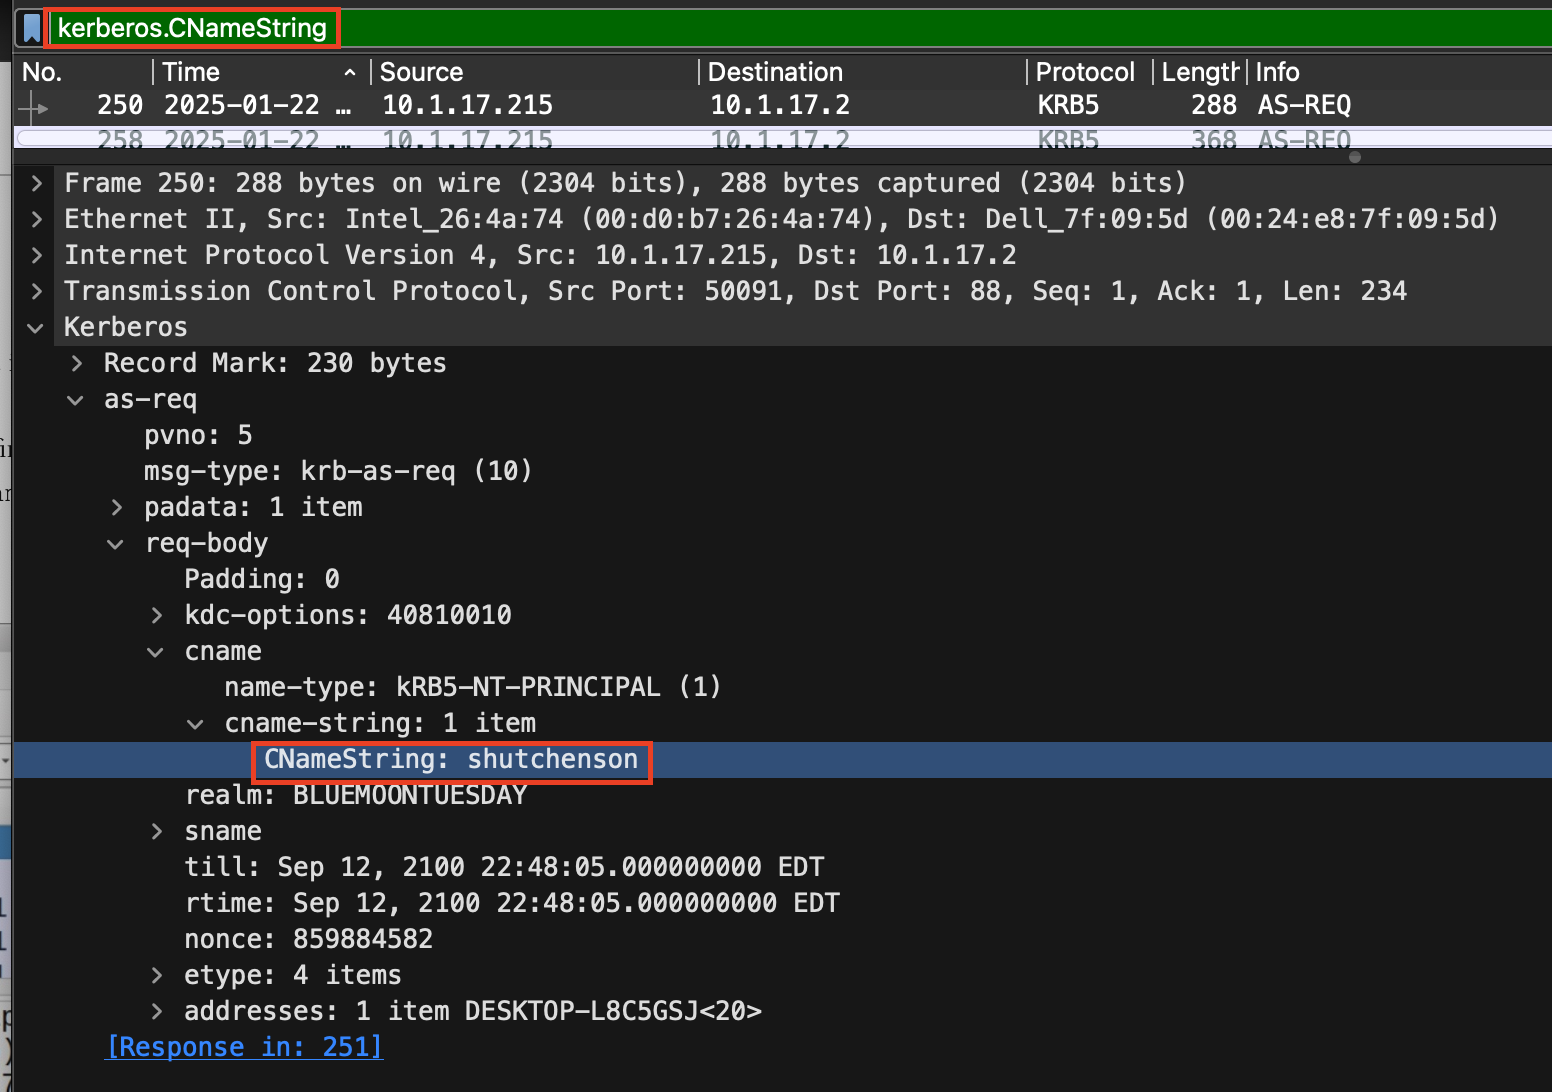 kerberos.CNameString
No. Time Source Destination Protocol Length Info
250 2025-01-22 … 10.1.17.215 10.1.17.2 KRB5 288 AS-REQ
258 2025-01-22 … 10.1.17.215 10.1.17.2 KRB5 368 AS-REQ
Frame 250: 288 bytes on wire (2304 bits), 288 bytes captured (2304 bits)
Ethernet II, Src: Intel_26:4a:74 (00:d0:b7:26:4a:74), Dst: Dell_7f:09:5d (00:24:e8:7f:09:5d)
Internet Protocol Version 4, Src: 10.1.17.215, Dst: 10.1.17.2
Transmission Control Protocol, Src Port: 50091, Dst Port: 88, Seq: 1, Ack: 1, Len: 234
Kerberos
Record Mark: 230 bytes
as-req
pvno: 5
msg-type: krb-as-req (10)
padata: 1 item
req-body
Padding: 0
kdc-options: 40810010
cname
name-type: kRB5-NT-PRINCIPAL (1)
cname-string: 1 item
CNameString: shutchenson
realm: BLUEMOONTUESDAY
sname
till: Sep 12, 2100 22:48:05.000000000 EDT
rtime: Sep 12, 2100 22:48:05.000000000 EDT
nonce: 859884582
etype: 4 items
addresses: 1 item DESKTOP-L8C5GSJ<20>
[Response in: 251]